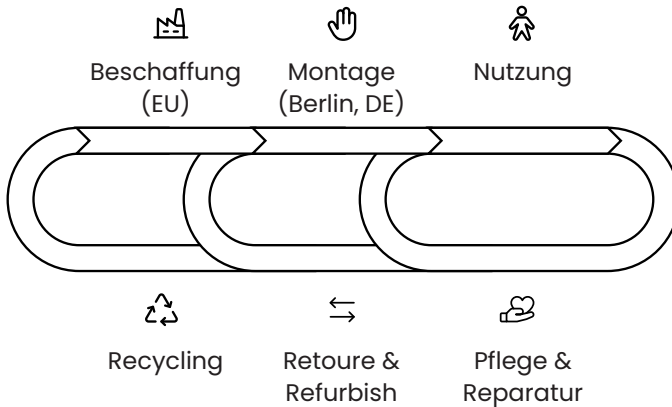 Beschaffung
(EU)
Montage
(Berlin, DE)
Nutzung
Recycling
Retoure &
Refurbish
Pflege &
Reparatur